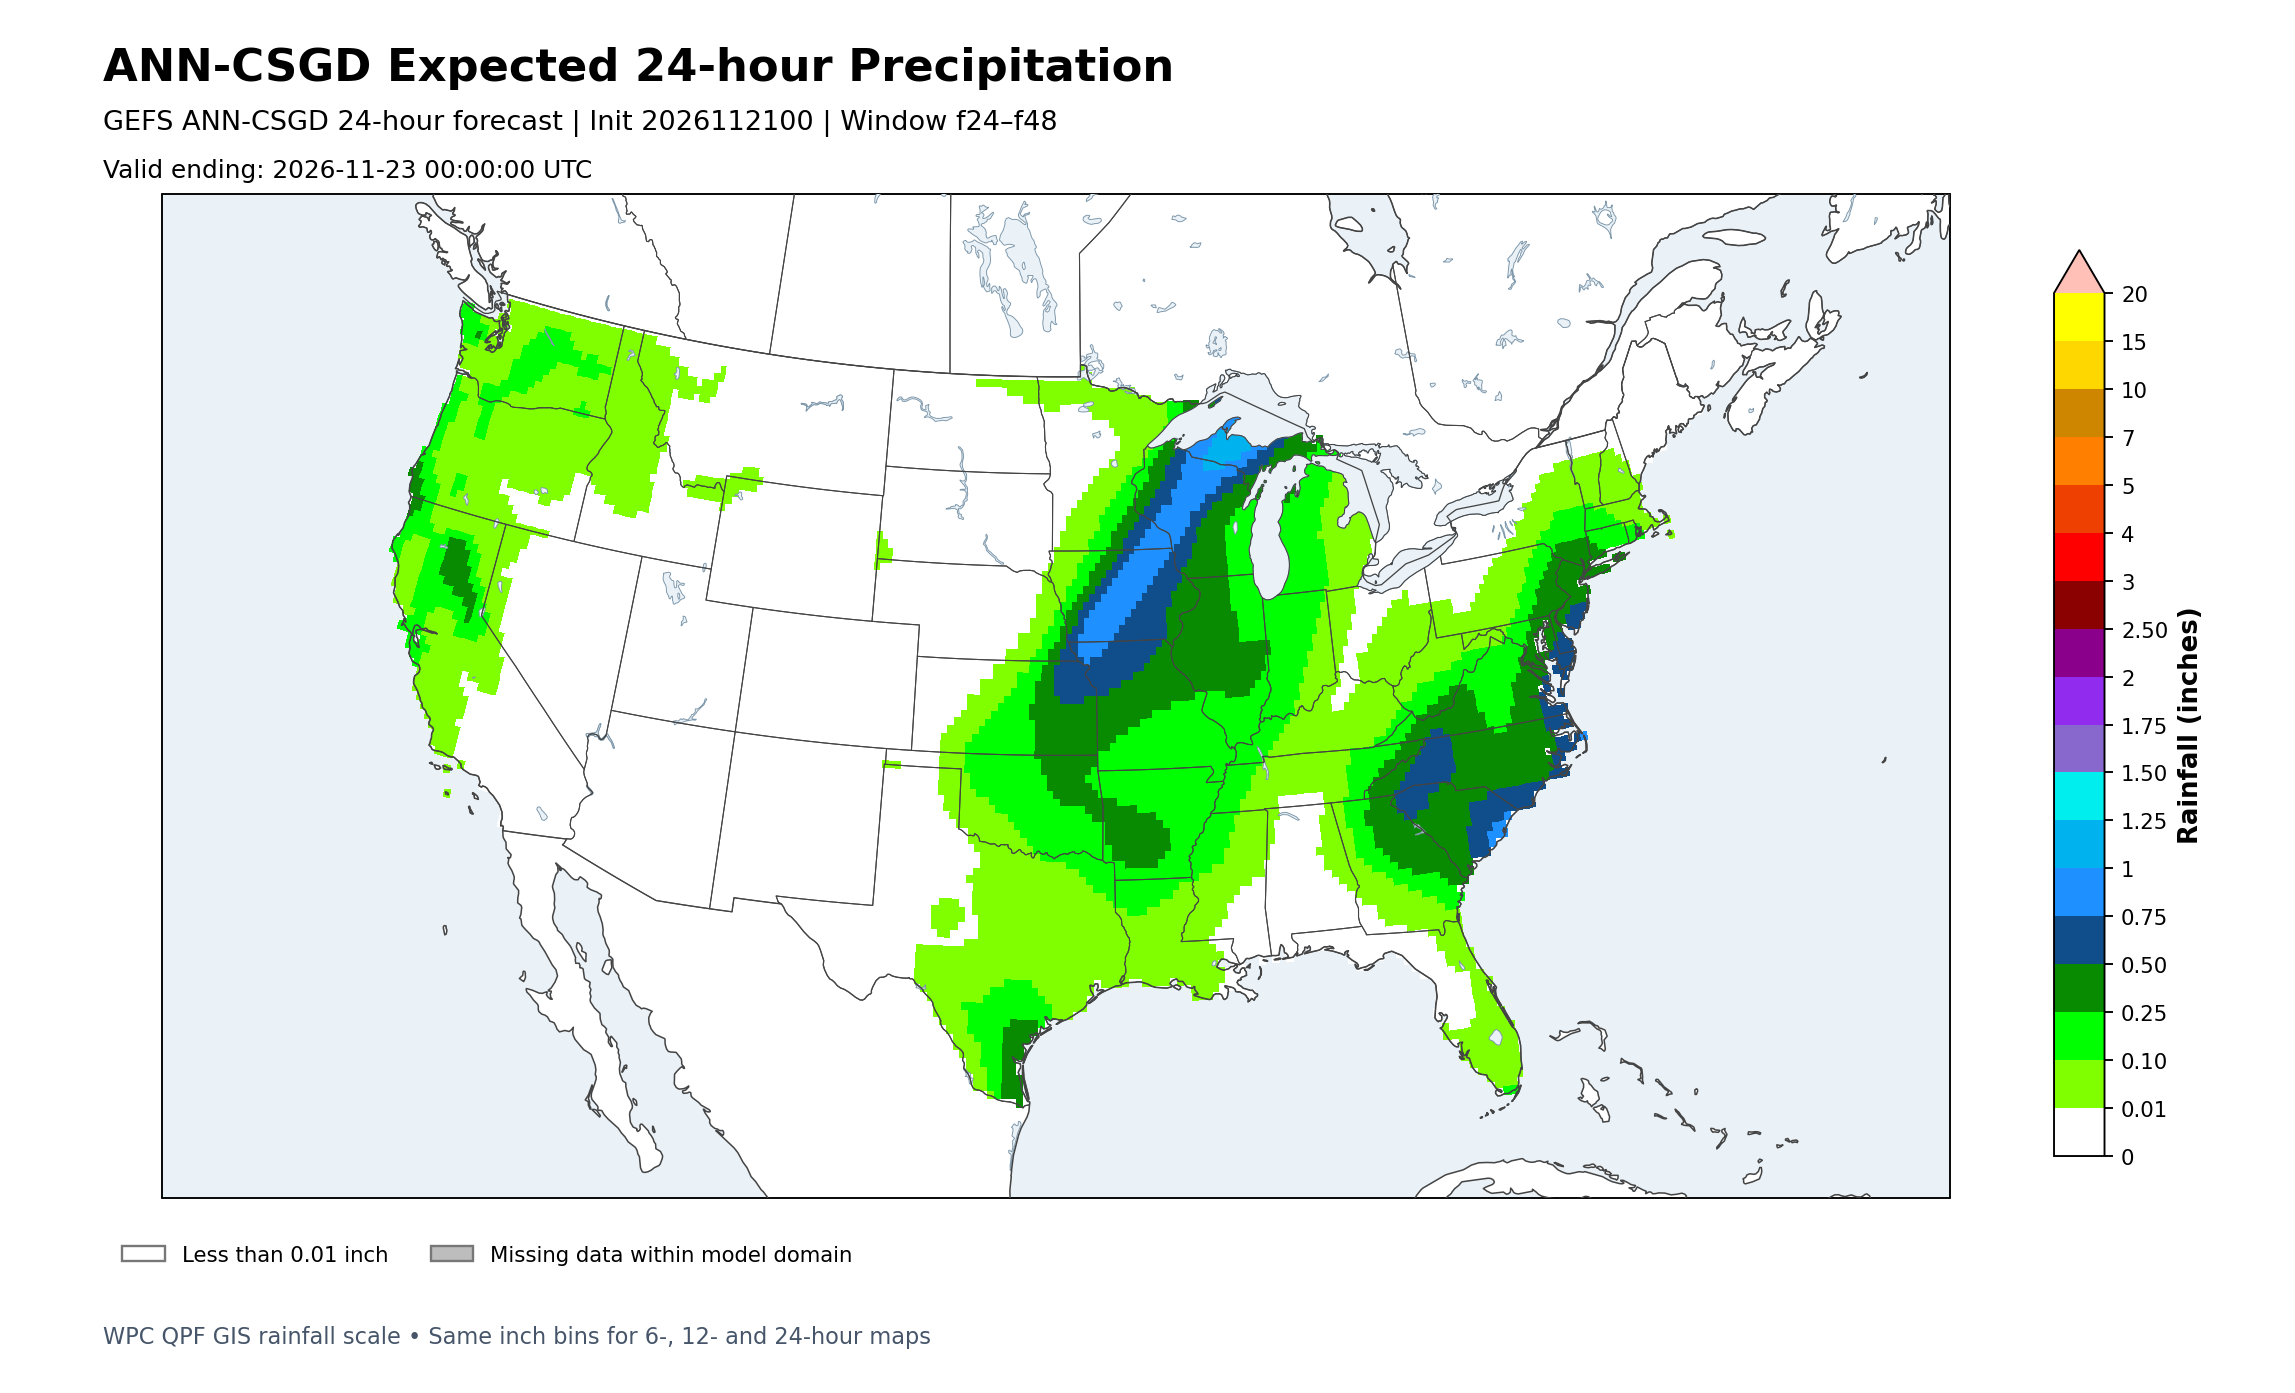 ANN-CSGD Expected 24-hour Precipitation
GEFS ANN-CSGD 24-hour forecast | Init 2026112100 | Window f24–f48
Valid ending: 2026-11-23 00:00:00 UTC
20
15
10
7
5
4
3
2.50
2
1.75
1.50
1.25
1
0.75
0.50
0.25
0.10
0.01
0
Rainfall (inches)
Less than 0.01 inch
Missing data within model domain
WPC QPF GIS rainfall scale • Same inch bins for 6-, 12- and 24-hour maps